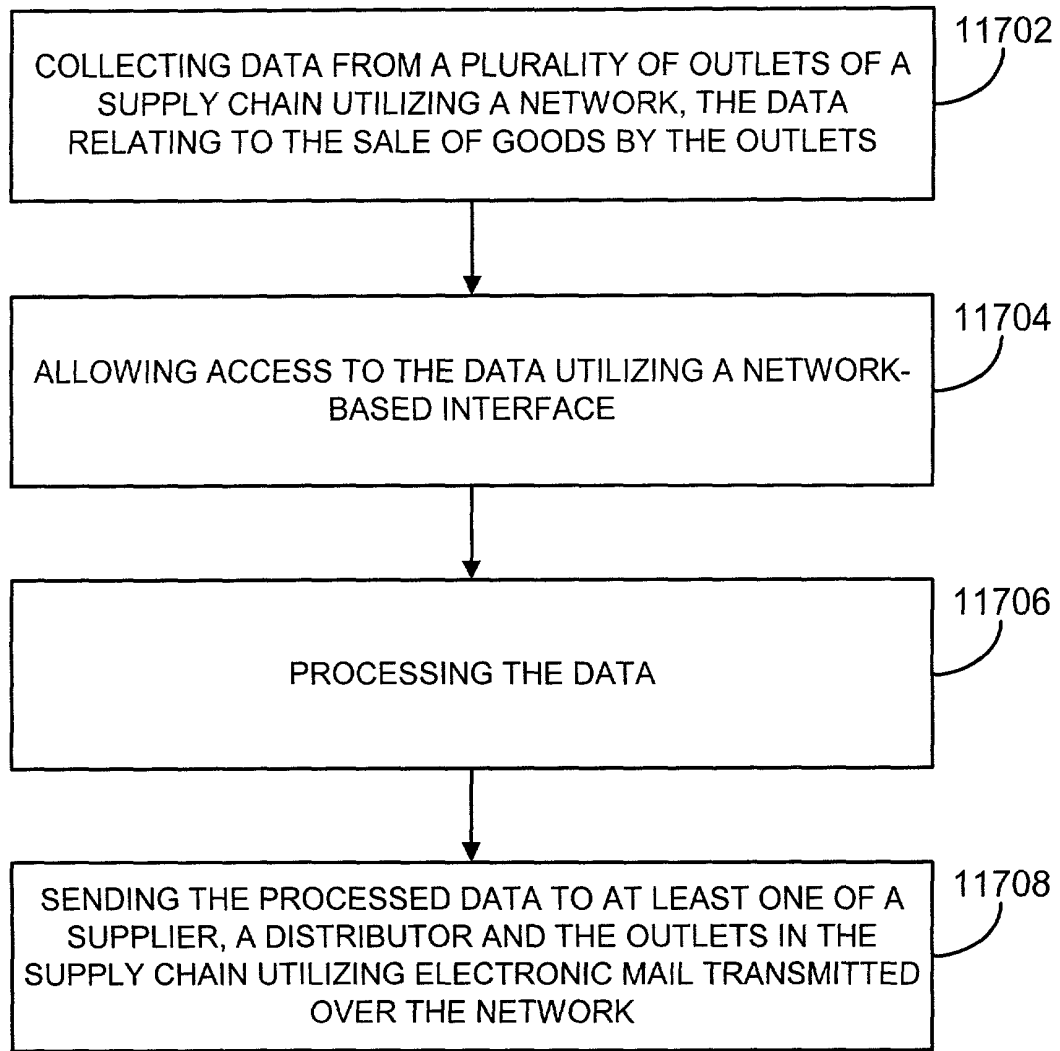 11702
COLLECTING DATA FROM A PLURALITY OF OUTLETS OF A
SUPPLY CHAIN UTILIZING A NETWORK, THE DATA
RELATING TO THE SALE OF GOODS BY THE OUTLETS
11704
ALLOWING ACCESS TO THE DATA UTILIZING A NETWORK-
BASED INTERFACE
11706
PROCESSING THE DATA
11708
SENDING THE PROCESSED DATA TO AT LEAST ONE OF A
SUPPLIER, A DISTRIBUTOR AND THE OUTLETS IN THE
SUPPLY CHAIN UTILIZING ELECTRONIC MAIL TRANSMITTED
OVER THE NETWORK